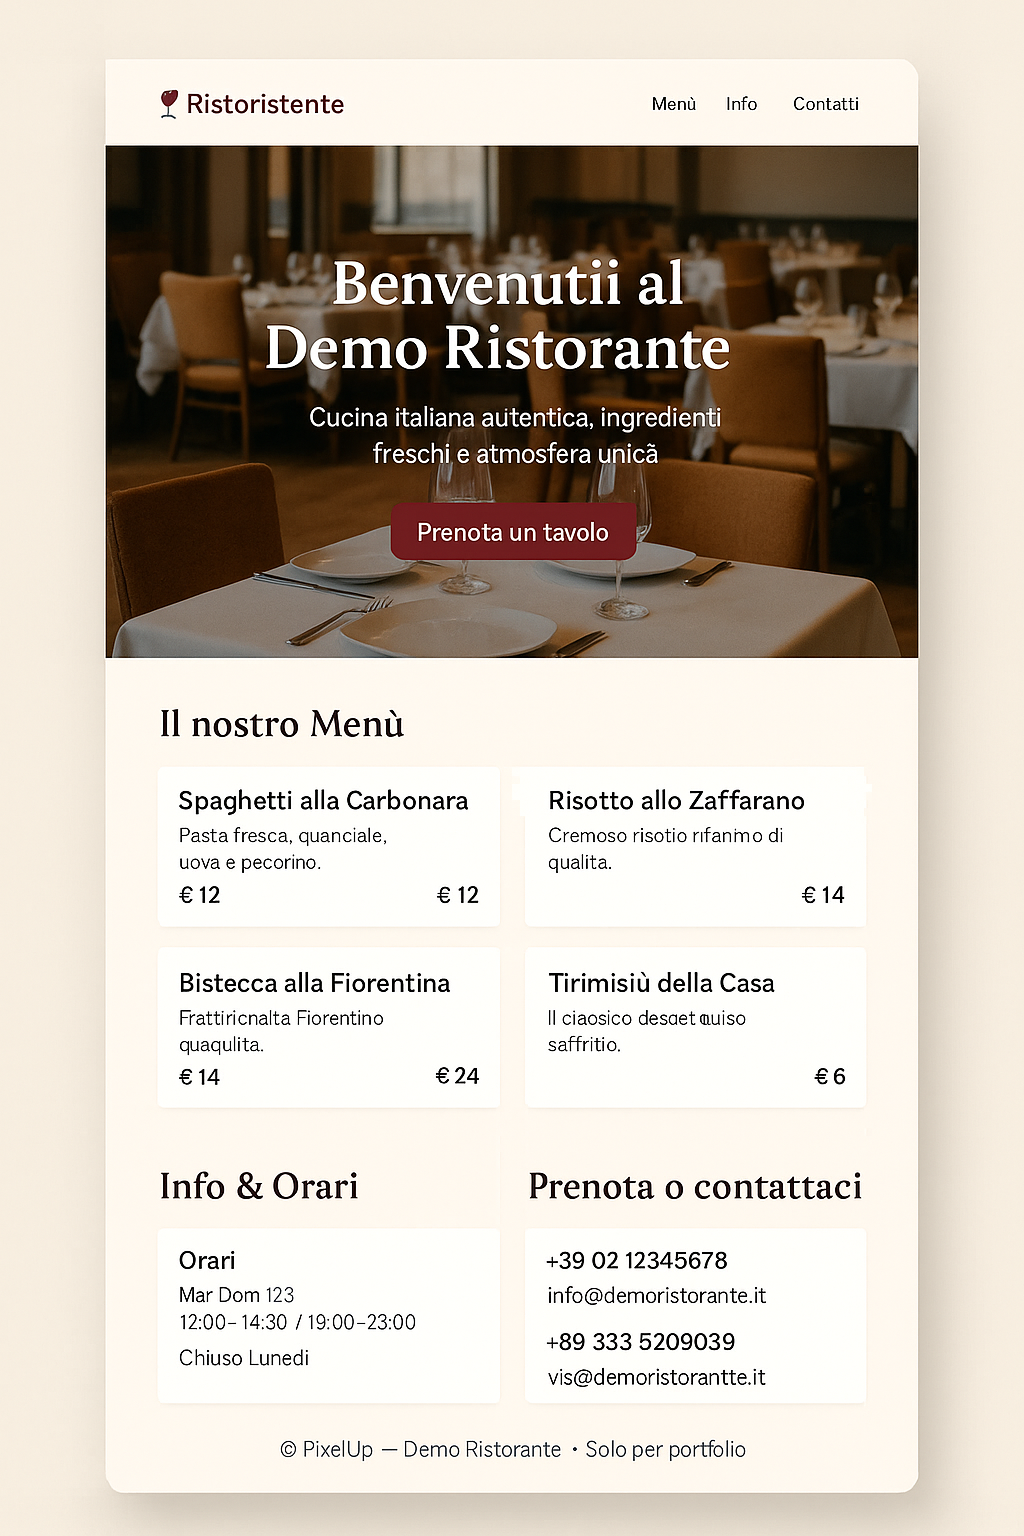 Ristoristente
Menù Info Contatti
Benvenutii al
Demo Ristorante
Cucina italiana autentica, ingredienti
freschi e atmosfera unicã
Prenota un tavolo
Il nostro Menù
Spaghetti alla Carbonara
Pasta fresca, quanciale,
uova e pecorino.
€ 12 € 12
Risotto allo Zaffarano
Cremoso risotio rıfanımo di
qualita.
€ 14
Bistecca alla Fiorentina
Frattiricnalta Fiorentino
quaqulita.
€ 14 € 24
Tirimisiù della Casa
Il ciaosico
saffritio.
€ 6
Info & Orari
Orari
Mar Dom 123
12:00–14:30 / 19:00–23:00
Chiuso Lunedi
Prenota o contattaci
+39 02 12345678
info@demoristorante.it
+89 333 5209039
vis@demoristorantte.it
© PixelUp — Demo Ristorante • Solo per portfolio